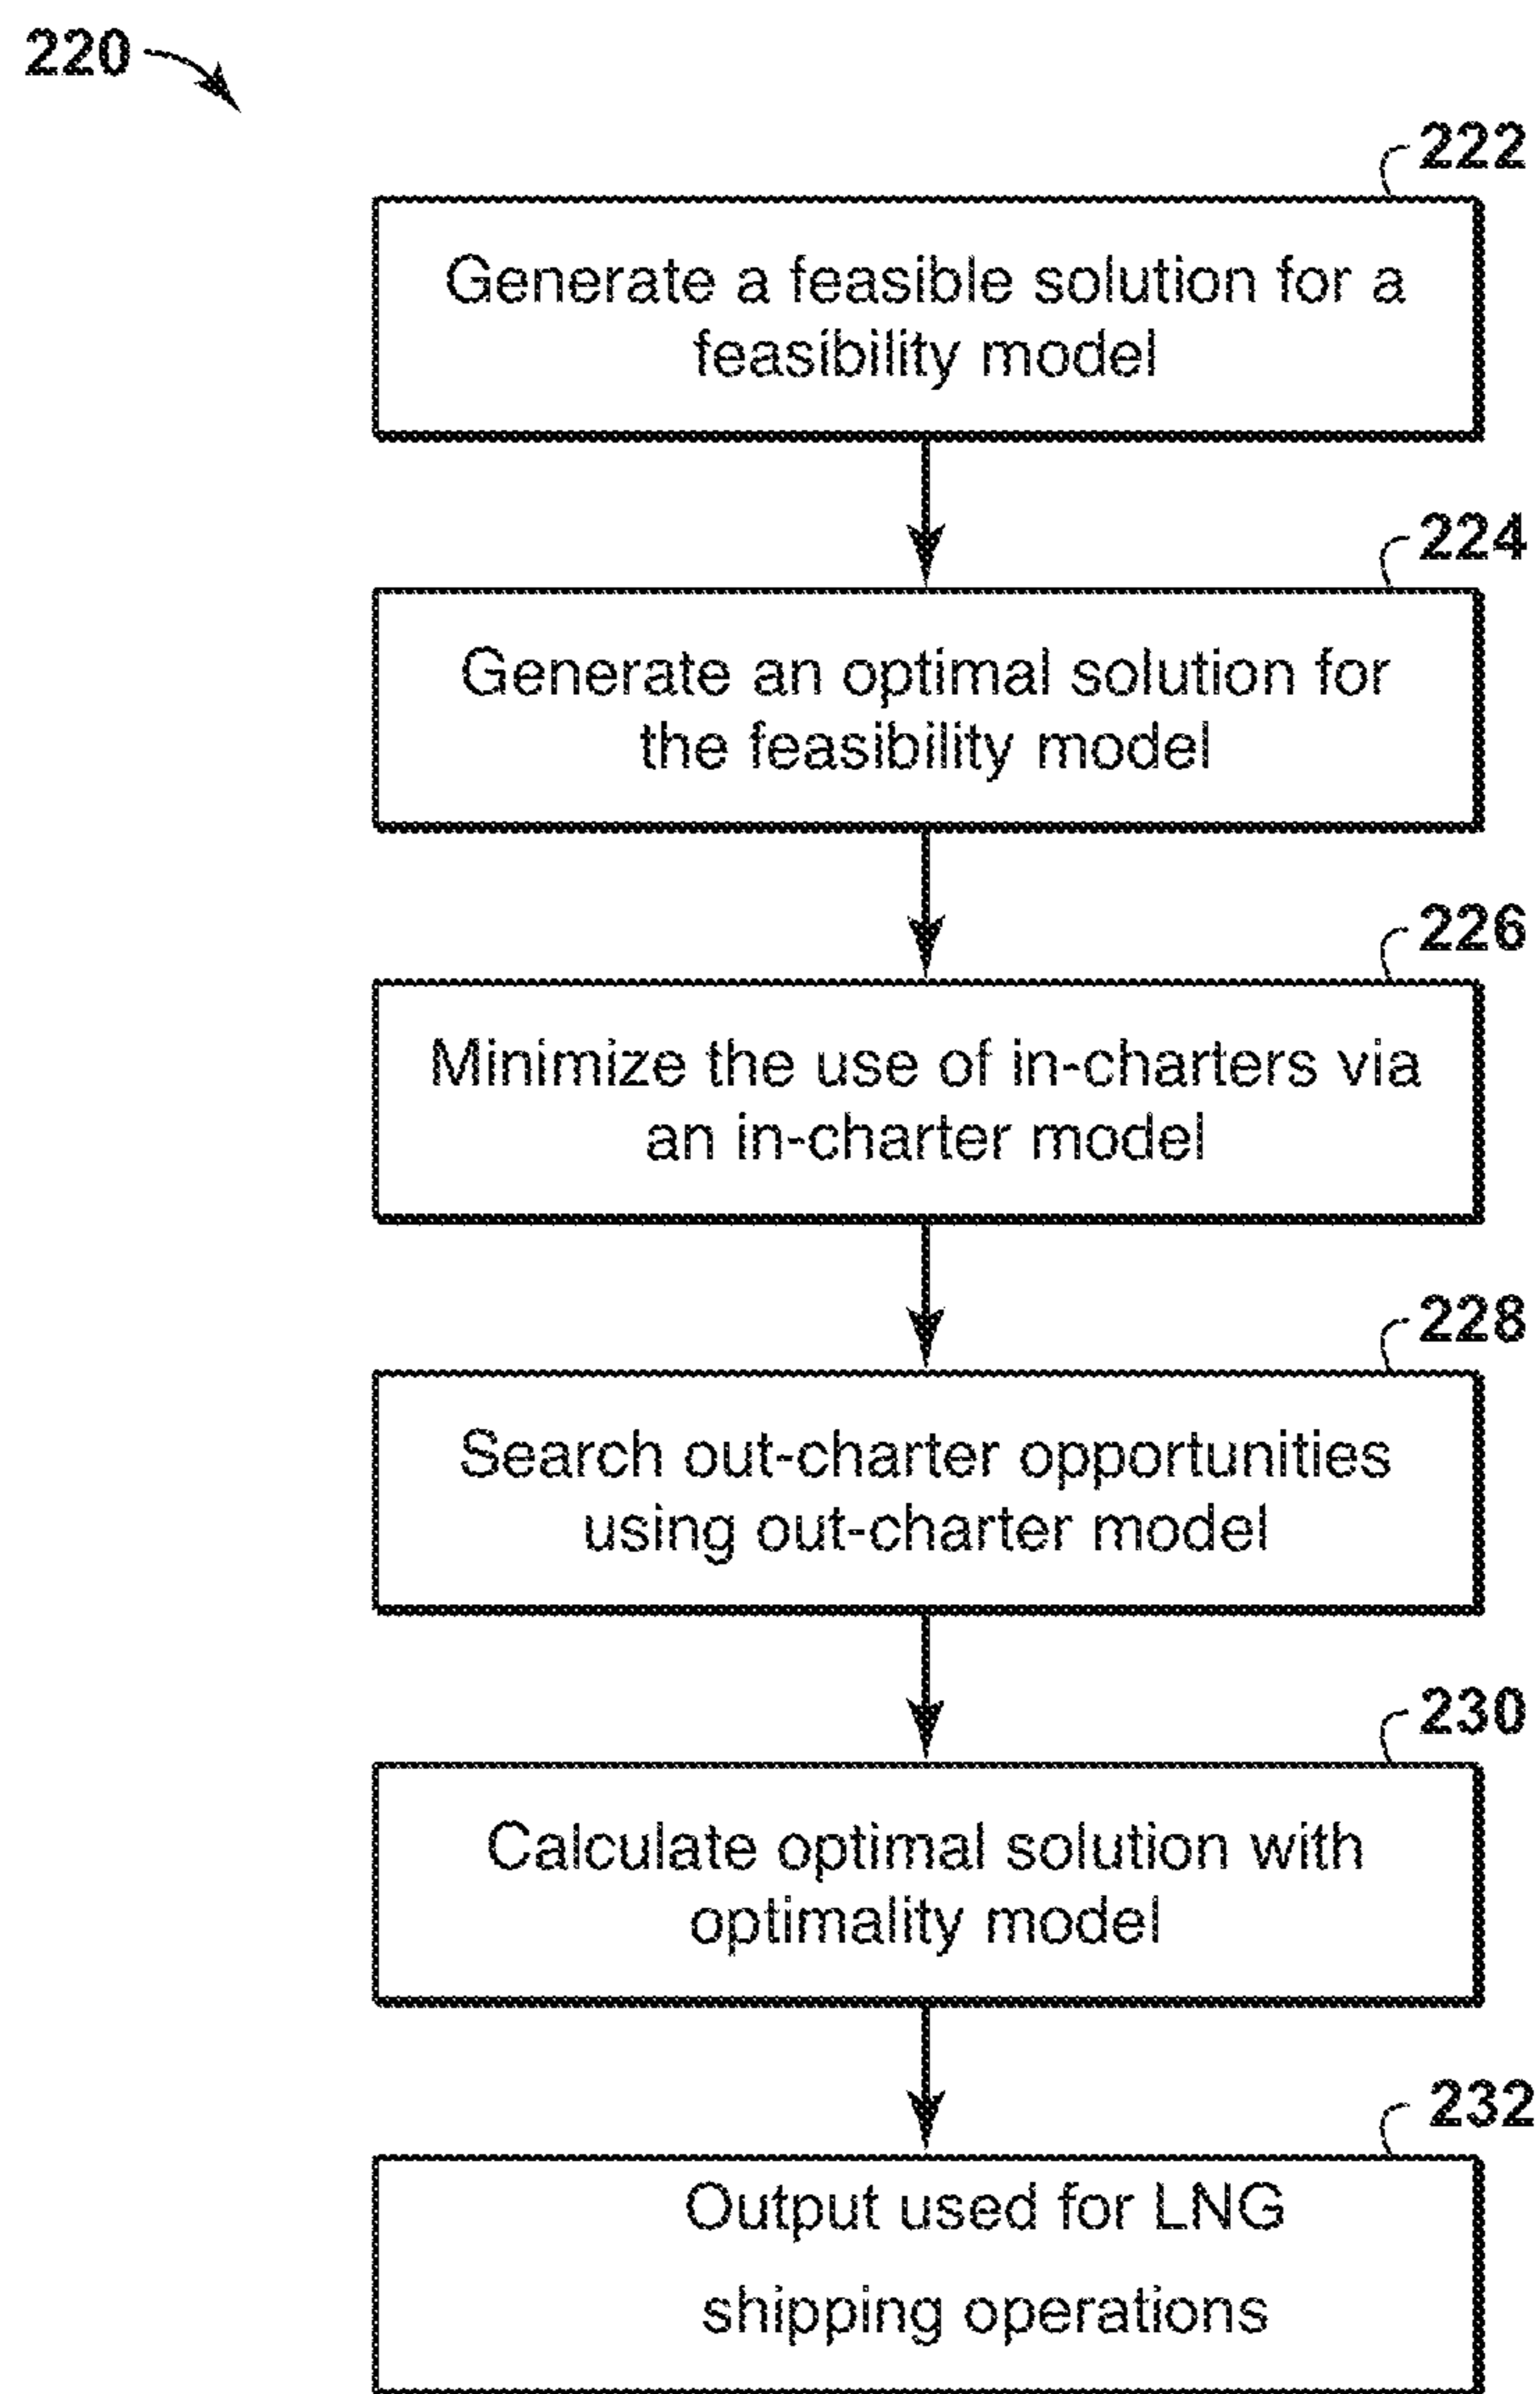 220
222
Generate a feasible solution for a
feasibility model
224
Generate an optimal solution for
the feasibility model
226
Minimize the use of in-charters via
an in-charter model
228
Search out-charter opportunities
using out-charter model
230
Calculate optimal solution with
optimality model
232
Output used for LNG
shipping operations